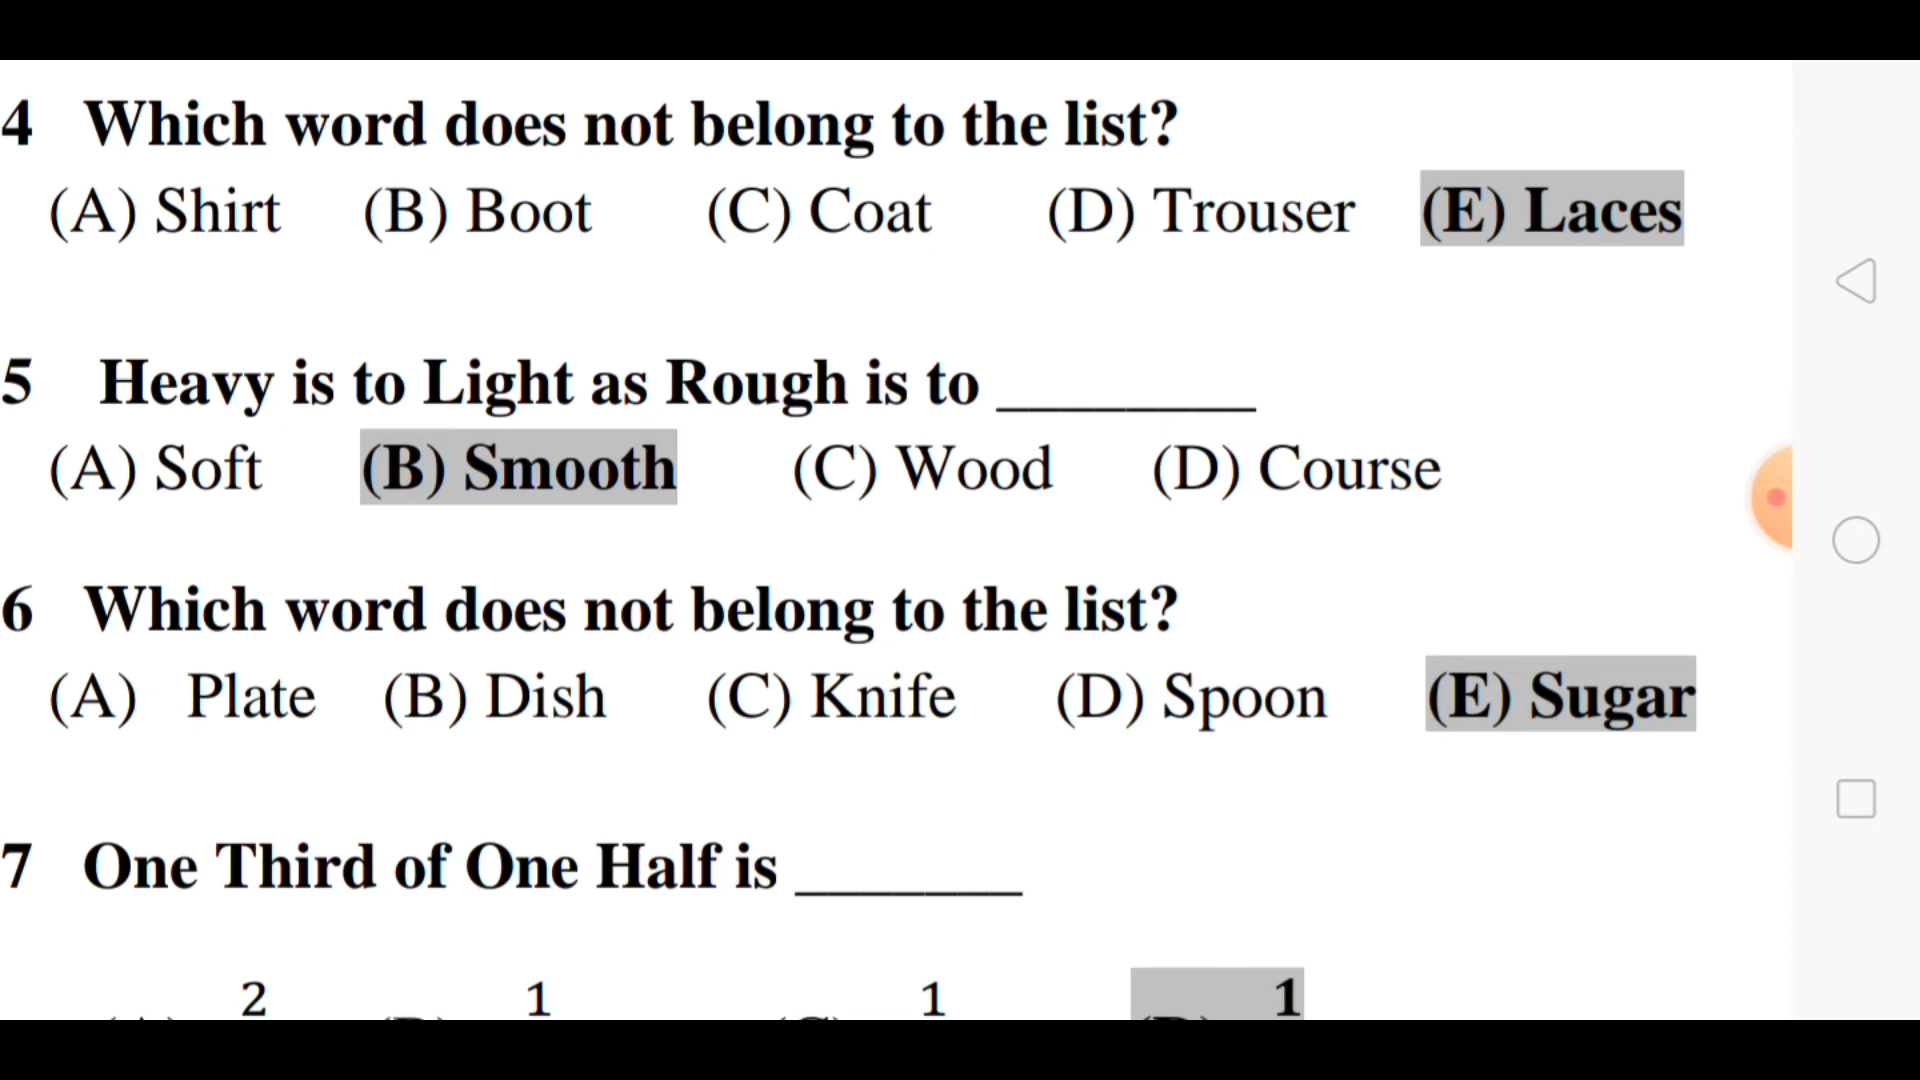 4 Which word does not belong to the list?
(A) Shirt (B) Boot (C) Coat (D) Trouser (E) Laces
5 Heavy is to Light as Rough is to ________
(A) Soft (B) Smooth (C) Wood (D) Course
6 Which word does not belong to the list?
(A) Plate (B) Dish (C) Knife (D) Spoon (E) Sugar
7 One Third of One Half is _______
2 1 1 1